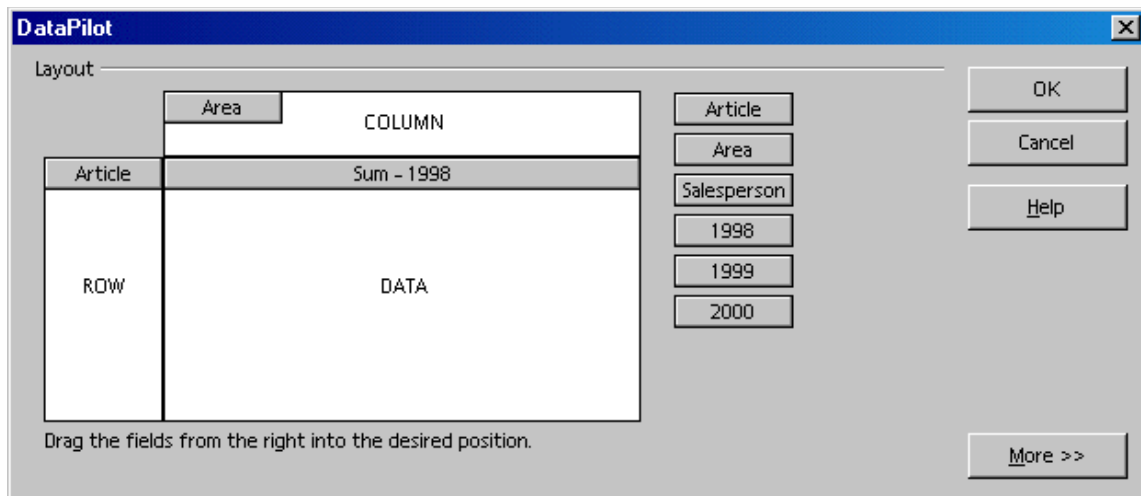 DataPilot
Layout
Area
COLUMN
Article
Sum - 1998
ROW
DATA
Article
Area
Salesperson
1998
1999
2000
OK
Cancel
Help
Drag the fields from the right into the desired position.
More >>